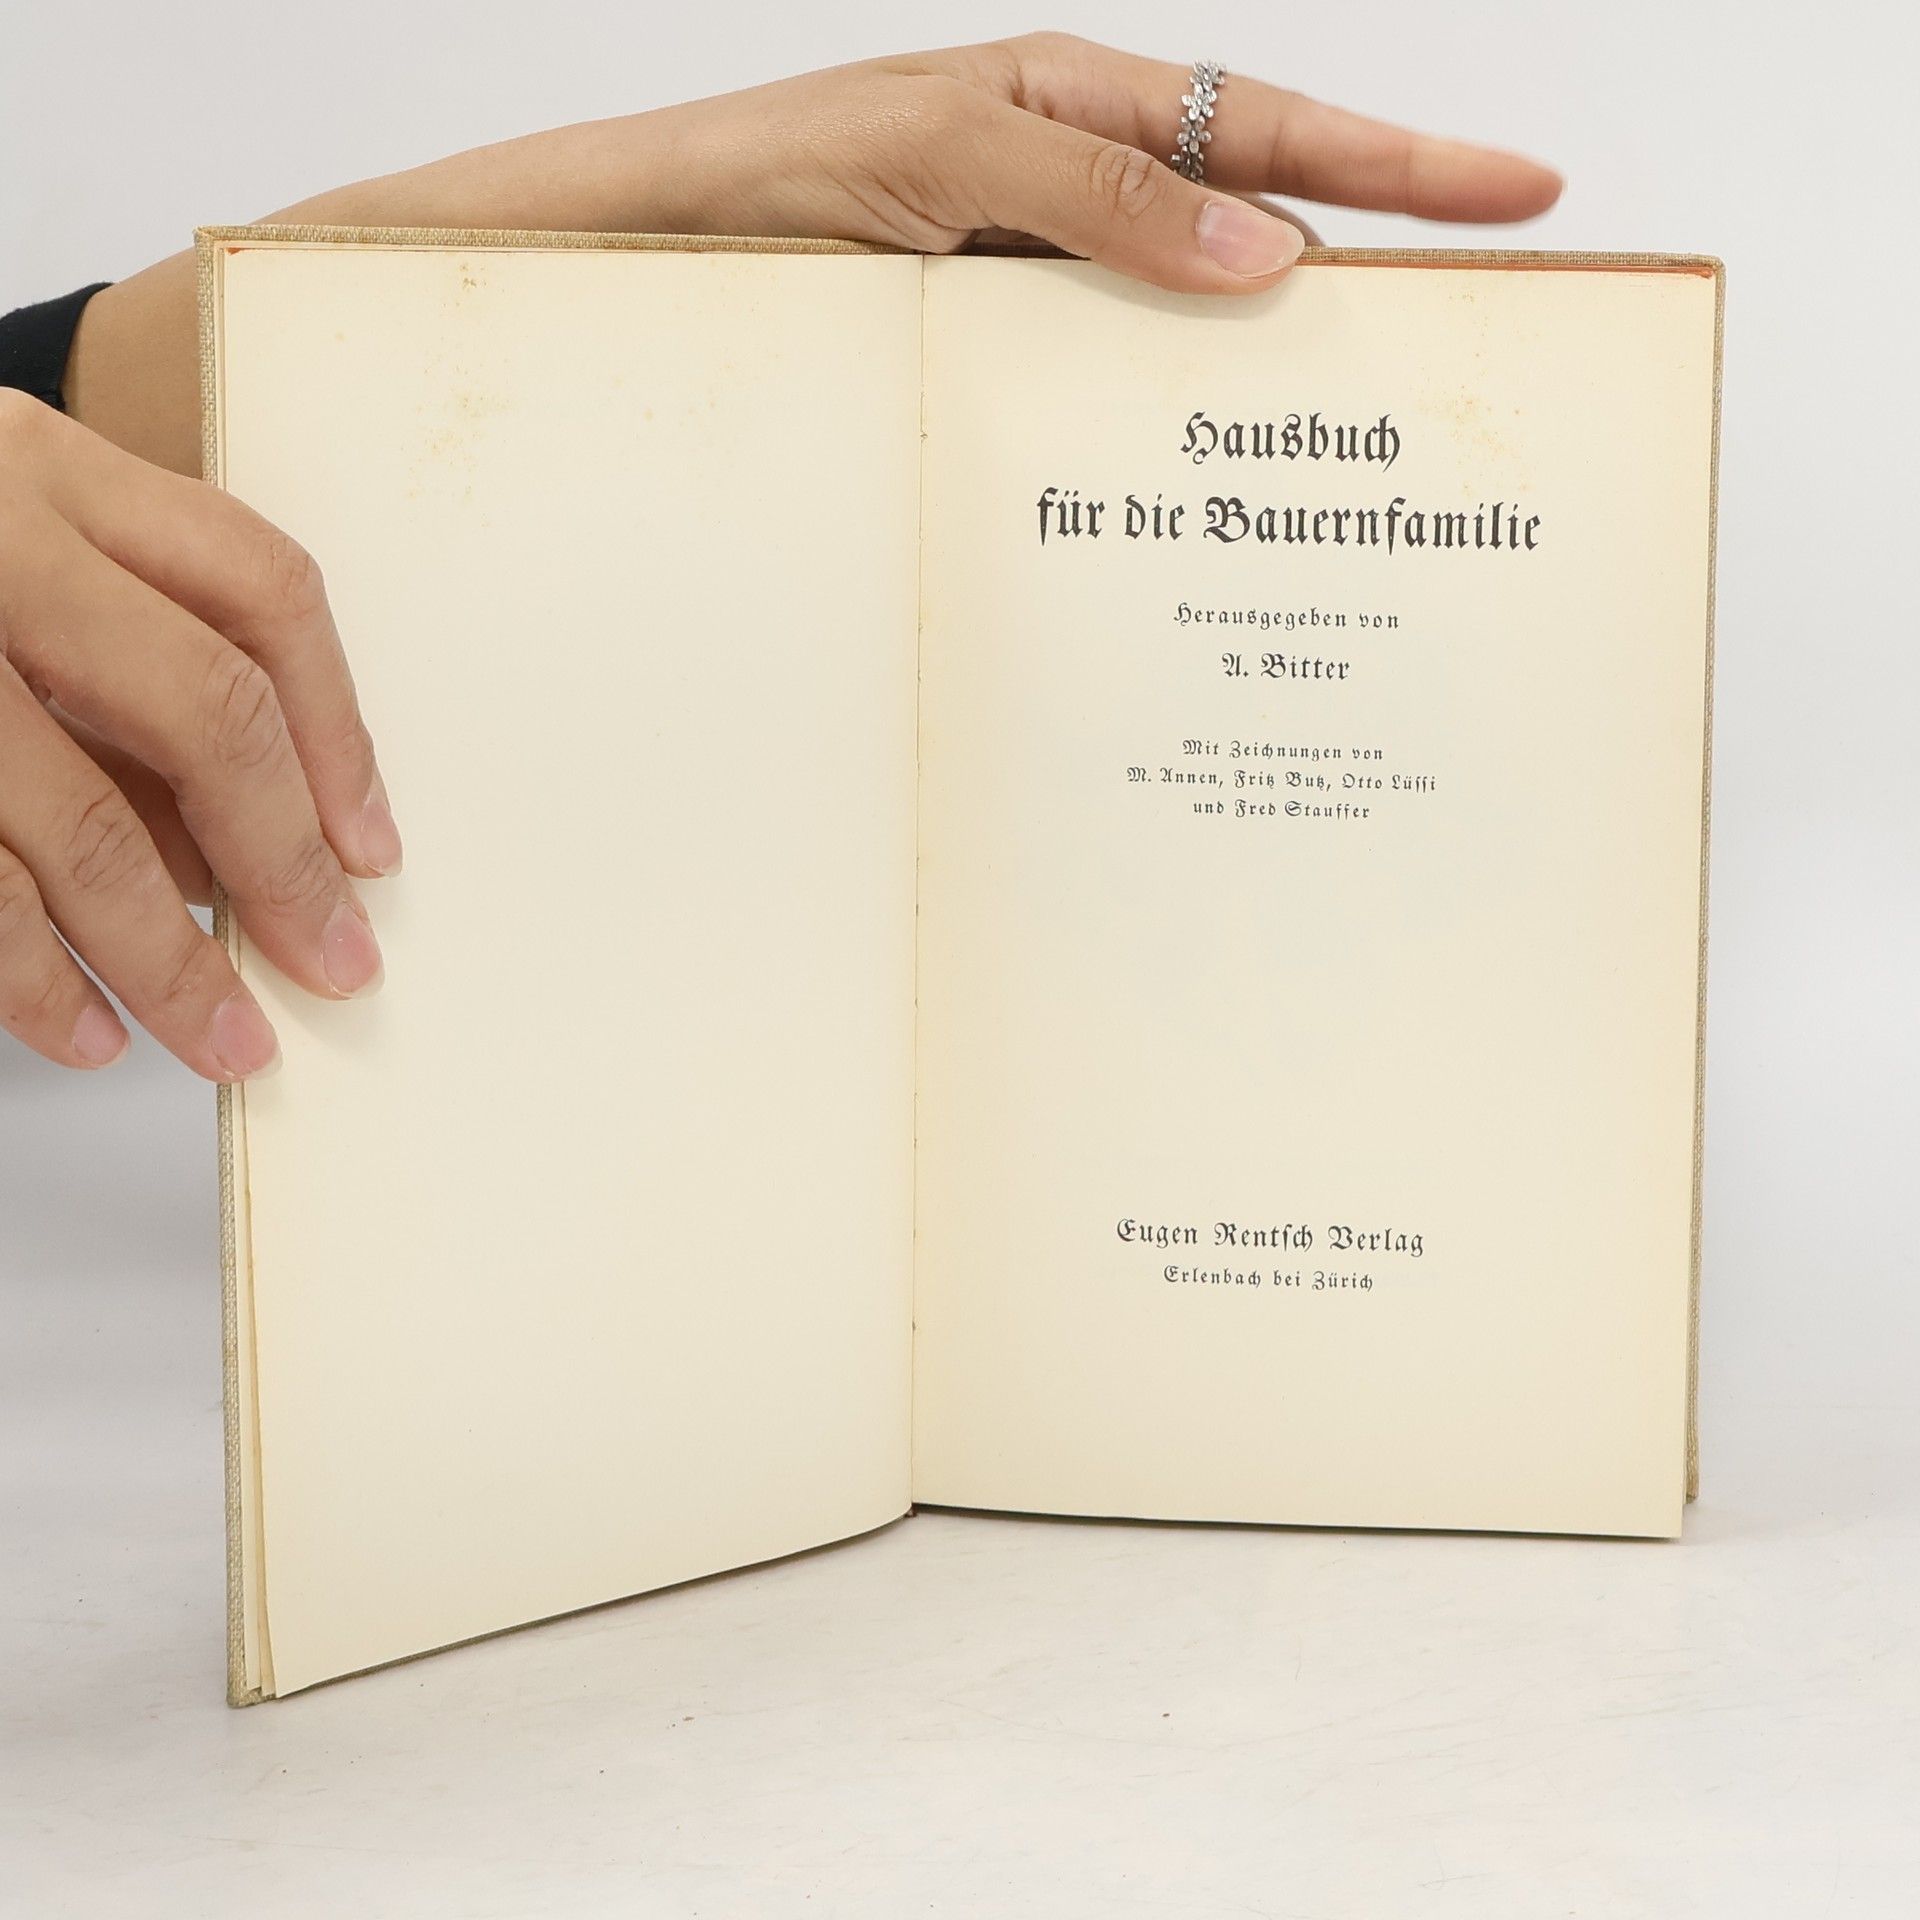 Hausbuch
für die Bauernfamilie
Herausgegeben von
A. Bitter
Mit Zeichnungen von
M. Annen, Fritz Butz, Otto Lüſſi
und Fred Stauffer
Eugen Rentſch Verlag
Erlenbach bei Zürich